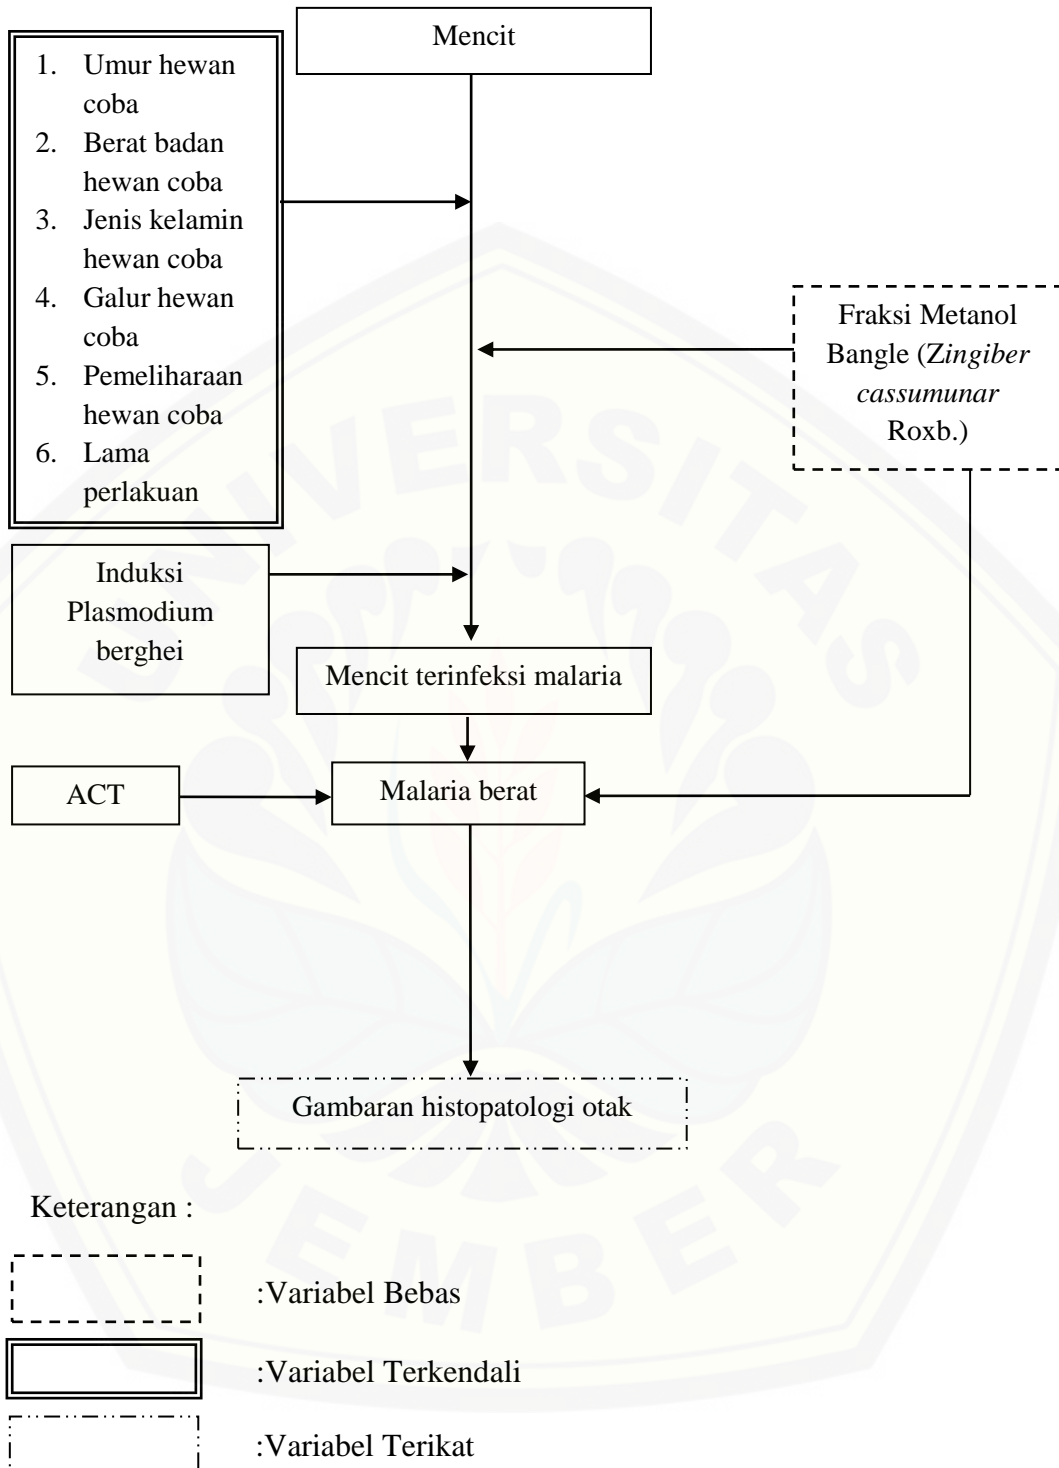 Mencit
1. Umur hewan
coba
2. Berat badan
hewan coba
3. Jenis kelamin
hewan coba
4. Galur hewan
coba
5. Pemeliharaan
hewan coba
6. Lama
perlakuan
Fraksi Metanol
Bangle (Zingiber
cassumunar
Roxb.)
Induksi
Plasmodium
berghei
Mencit terinfeksi malaria
ACT
Malaria berat
Gambaran histopatologi otak
Keterangan :
:Variabel Bebas
:Variabel Terkendali
:Variabel Terikat
UNIVERSITAS
JEMBER